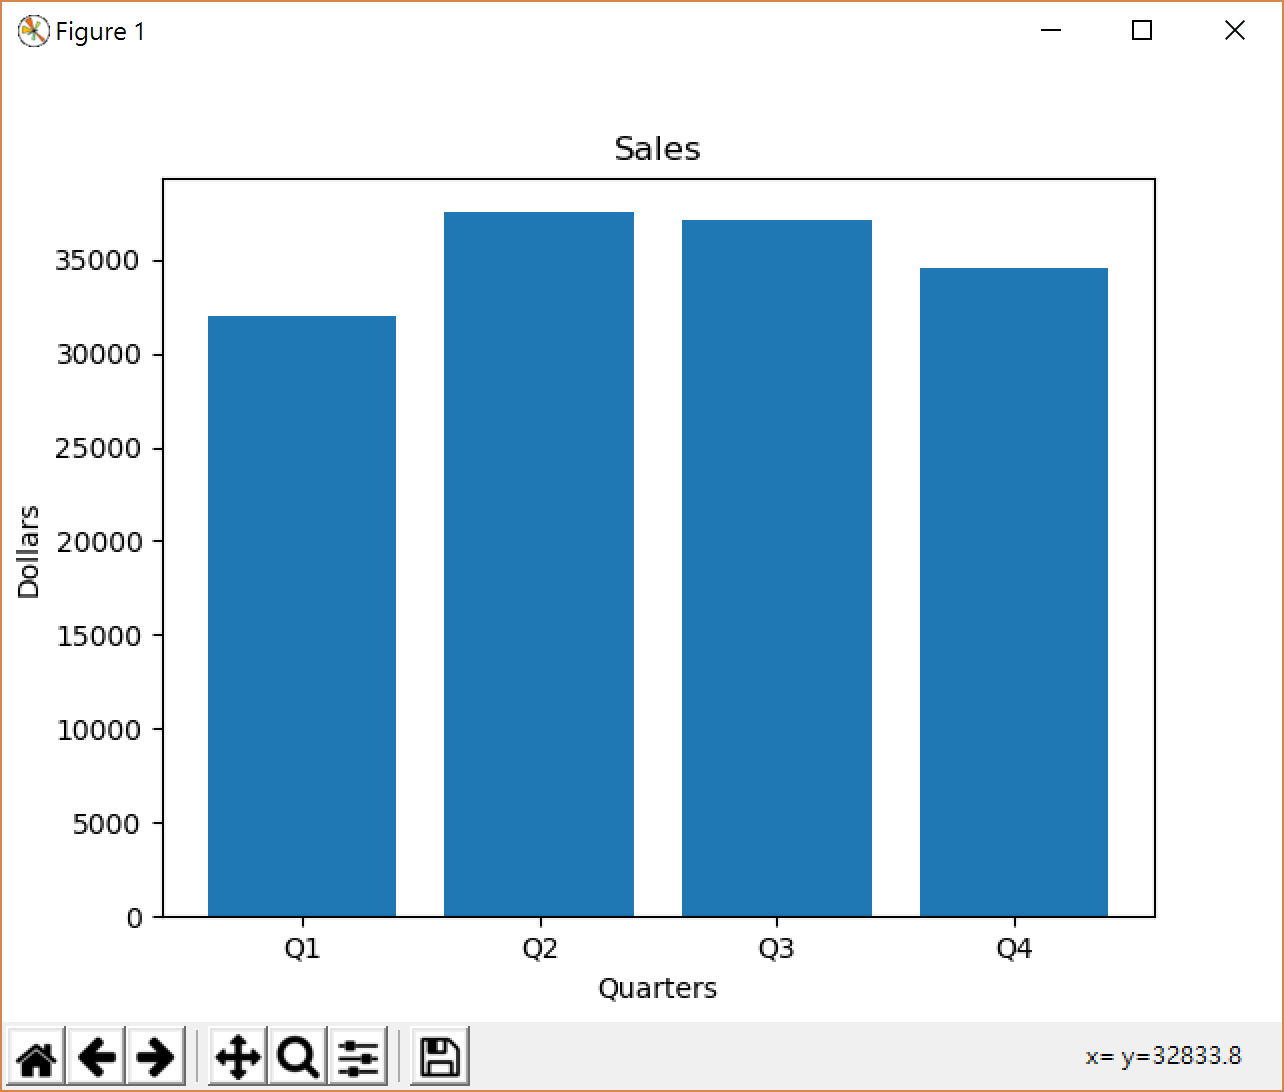 Figure 1
Sales
35000
30000
25000
20000
15000
10000
5000
0
Dollars
Q1 Q2 Q3 Q4
Quarters
x= y=32833.8